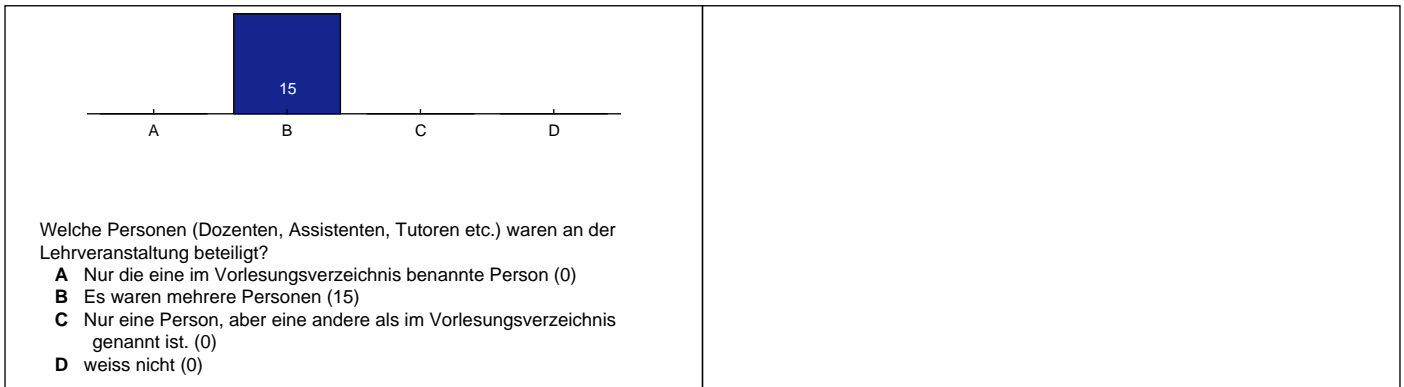 15
A B C D
Welche Personen (Dozenten, Assistenten, Tutoren etc.) waren an der
Lehrveranstaltung beteiligt?
A Nur die eine im Vorlesungsverzeichnis benannte Person (0)
B Es waren mehrere Personen (15)
C Nur eine Person, aber eine andere als im Vorlesungsverzeichnis
genannt ist. (0)
D weiss nicht (0)